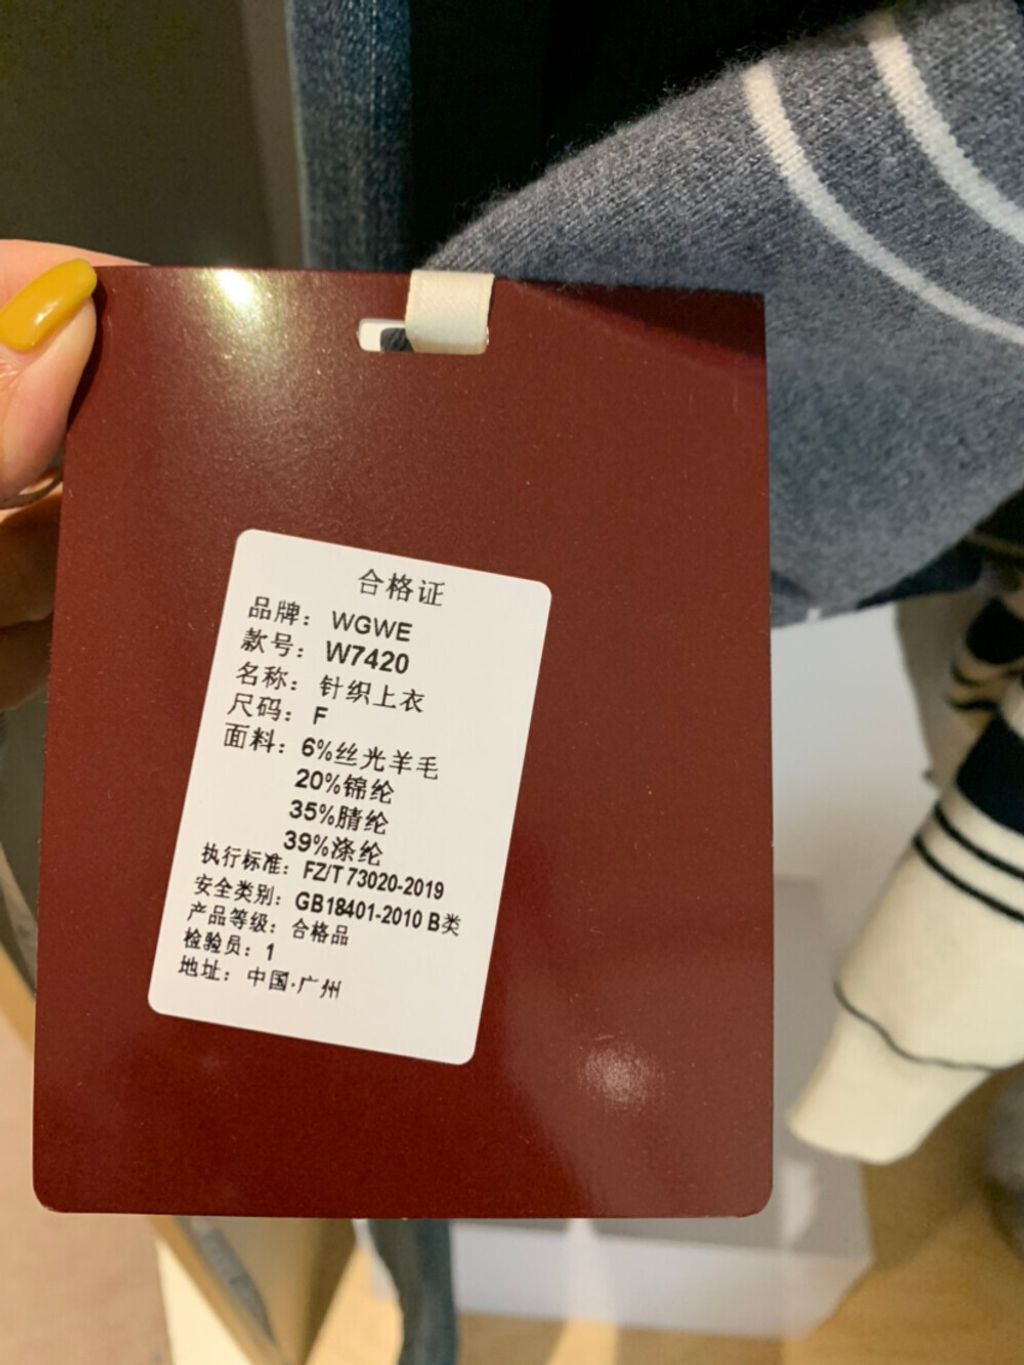 合格证
品牌：WGWE
款号：W7420
名称：针织上衣
尺码：F
面料：6%丝光羊毛
20%锦纶
35%腈纶
39%涤纶
执行标准：FZ/T 73020-2019
安全类别：GB18401-2010 B类
产品等级：合格品
检验员：1
地址：中国·广州